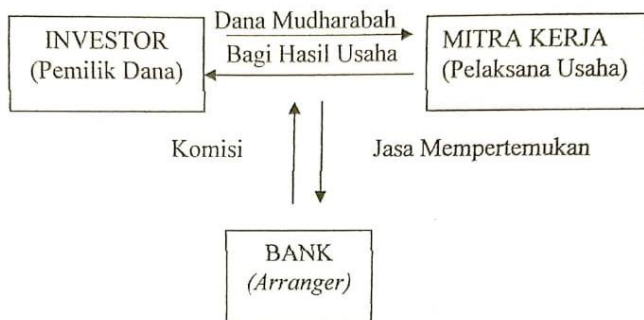 INVESTOR
(Pemilik Dana)
Dana Mudharabah
Bagi Hasil Usaha
MITRA KERJA
(Pelaksana Usaha)
Komisi
Jasa Mempertemukan
BANK
(Arranger)